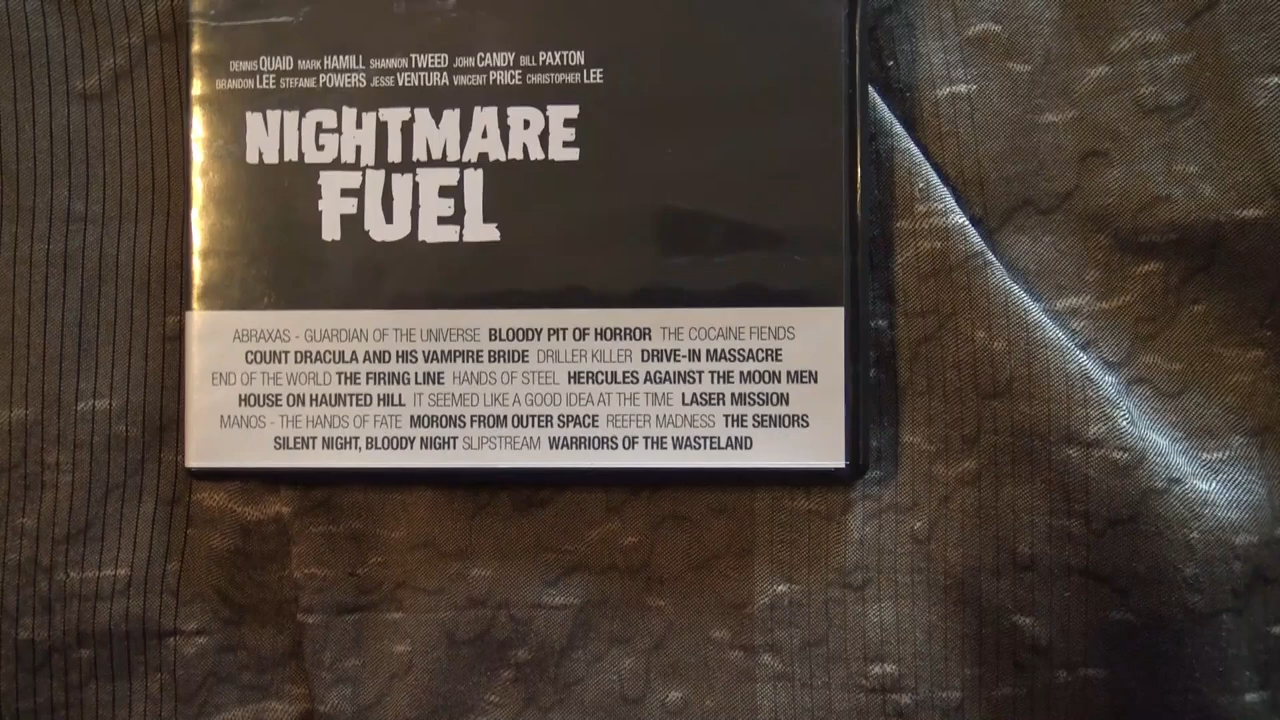 DENNIS QUAID MARK HAMILL SHANNON TWEED JOHN CANDY BILL PAXTON
BRANDON LEE STEFANIE POWERS JESSE VENTURA VINCENT PRICE CHRISTOPHER LEE
NIGHTMARE
FUEL
ABRAXAS - GUARDIAN OF THE UNIVERSE BLOODY PIT OF HORROR THE COCAINE FIENDS
COUNT DRACULA AND HIS VAMPIRE BRIDE DRILLER KILLER DRIVE-IN MASSACRE
END OF THE WORLD THE FIRING LINE HANDS OF STEEL HERCULES AGAINST THE MOON MEN
HOUSE ON HAUNTED HILL IT SEEMED LIKE A GOOD IDEA AT THE TIME LASER MISSION
MANOS - THE HANDS OF FATE MORONS FROM OUTER SPACE REEFER MADNESS THE SENIORS
SILENT NIGHT, BLOODY NIGHT SLIPSTREAM WARRIORS OF THE WASTELAND